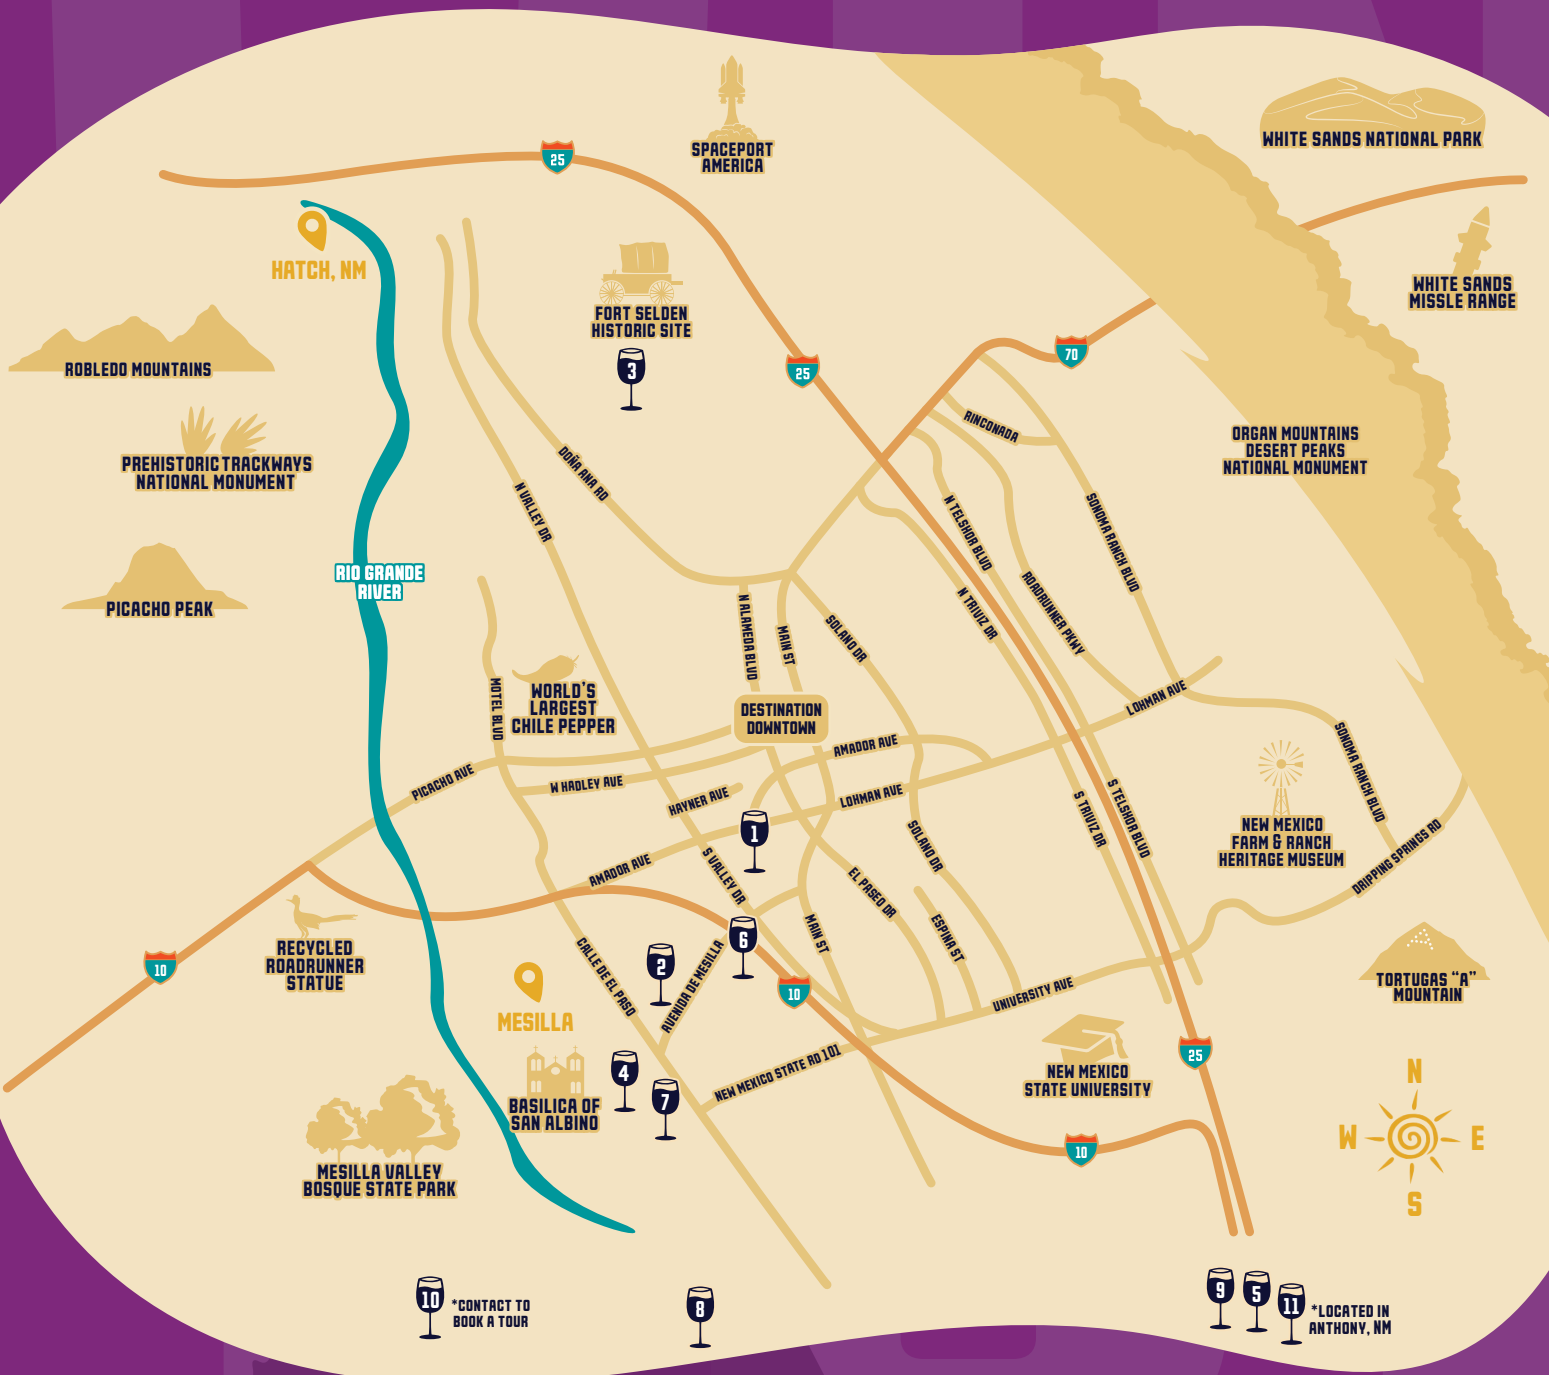 SPACEPORT
AMERICA
WHITE SANDS NATIONAL PARK
25
HATCH, NM
FORT SELDEN
HISTORIC SITE
3
WHITE SANDS
MISSLE RANGE
ROBLEDO MOUNTAINS
25
70
RINCONADA
ORGAN MOUNTAINS
DESERT PEAKS
NATIONAL MONUMENT
PREHISTORIC TRACKWAYS
NATIONAL MONUMENT
DOÑA ANA RD
N VALLEY DR
N TELSHOR BLVD
SONOMA RANCH BLVD
RIO GRANDE
RIVER
PICACHO PEAK
N ALAMEDA BLVD
MAIN ST
SOLANO DR
N TRIVIZ DR
ROADRUNNER PKWY
MOTEL BLVD
WORLD'S
LARGEST
CHILE PEPPER
DESTINATION
DOWNTOWN
LOHMAN AVE
AMADOR AVE
PICACHO AVE
W HADLEY AVE
HAYNER AVE
LOHMAN AVE
SONOMA RANCH BLVD
S TRIVIZ DR
S TELSHOR BLVD
NEW MEXICO
FARM & RANCH
HERITAGE MUSEUM
DRIPPING SPRINGS RD
1
AMADOR AVE
S VALLEY DR
SOLANO DR
EL PASEO DR
MAIN ST
ESPINA ST
RECYCLED
ROADRUNNER
STATUE
10
CALLE DE EL PASO
2
AVENIDA DE MESILLA
6
10
UNIVERSITY AVE
TORTUGAS “A”
MOUNTAIN
MESILLA
NEW MEXICO STATE RD 101
NEW MEXICO
STATE UNIVERSITY
25
BASILICA OF
SAN ALBINO
4
7
10
MESILLA VALLEY
BOSQUE STATE PARK
N
W
E
S
10
*CONTACT TO
BOOK A TOUR
8
9
5
11
*LOCATED IN
ANTHONY, NM